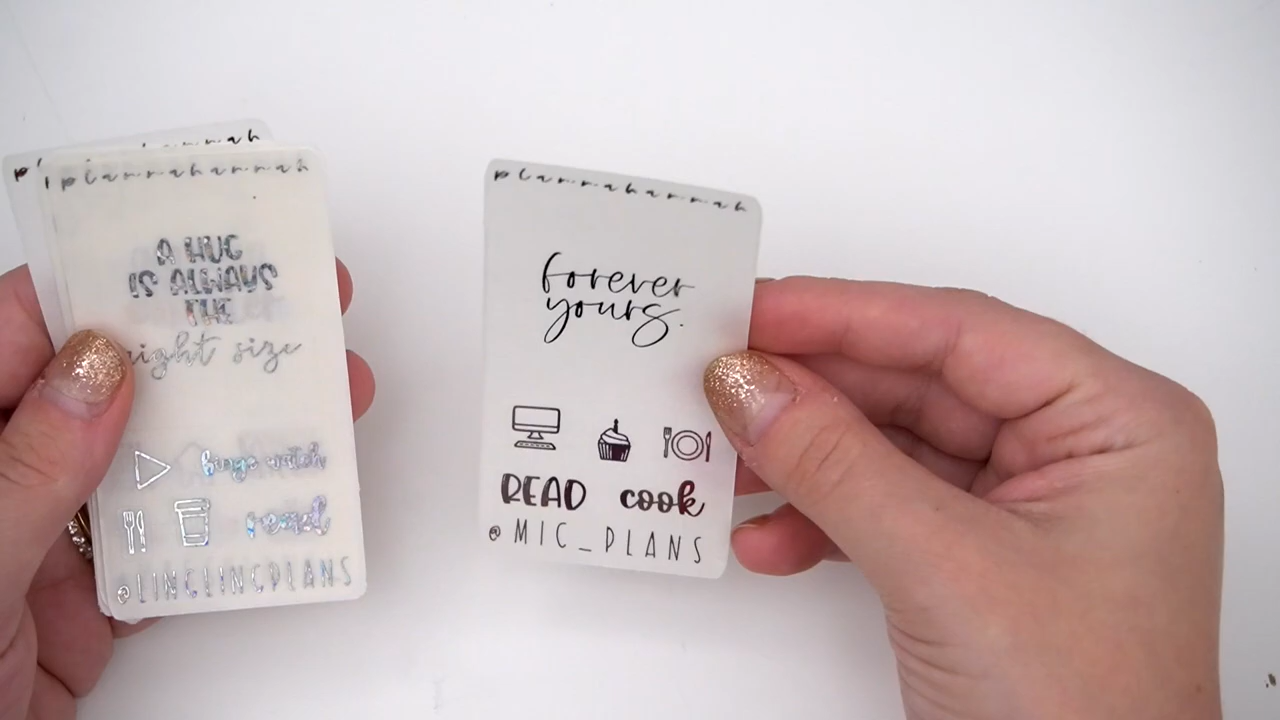 plannahannah
A HUG
IS ALWAYS
THE
right size
binge watch
read
@LINGLINGPLANS
plannahannah
forever
yours.
READ cook
@MIC_PLANS